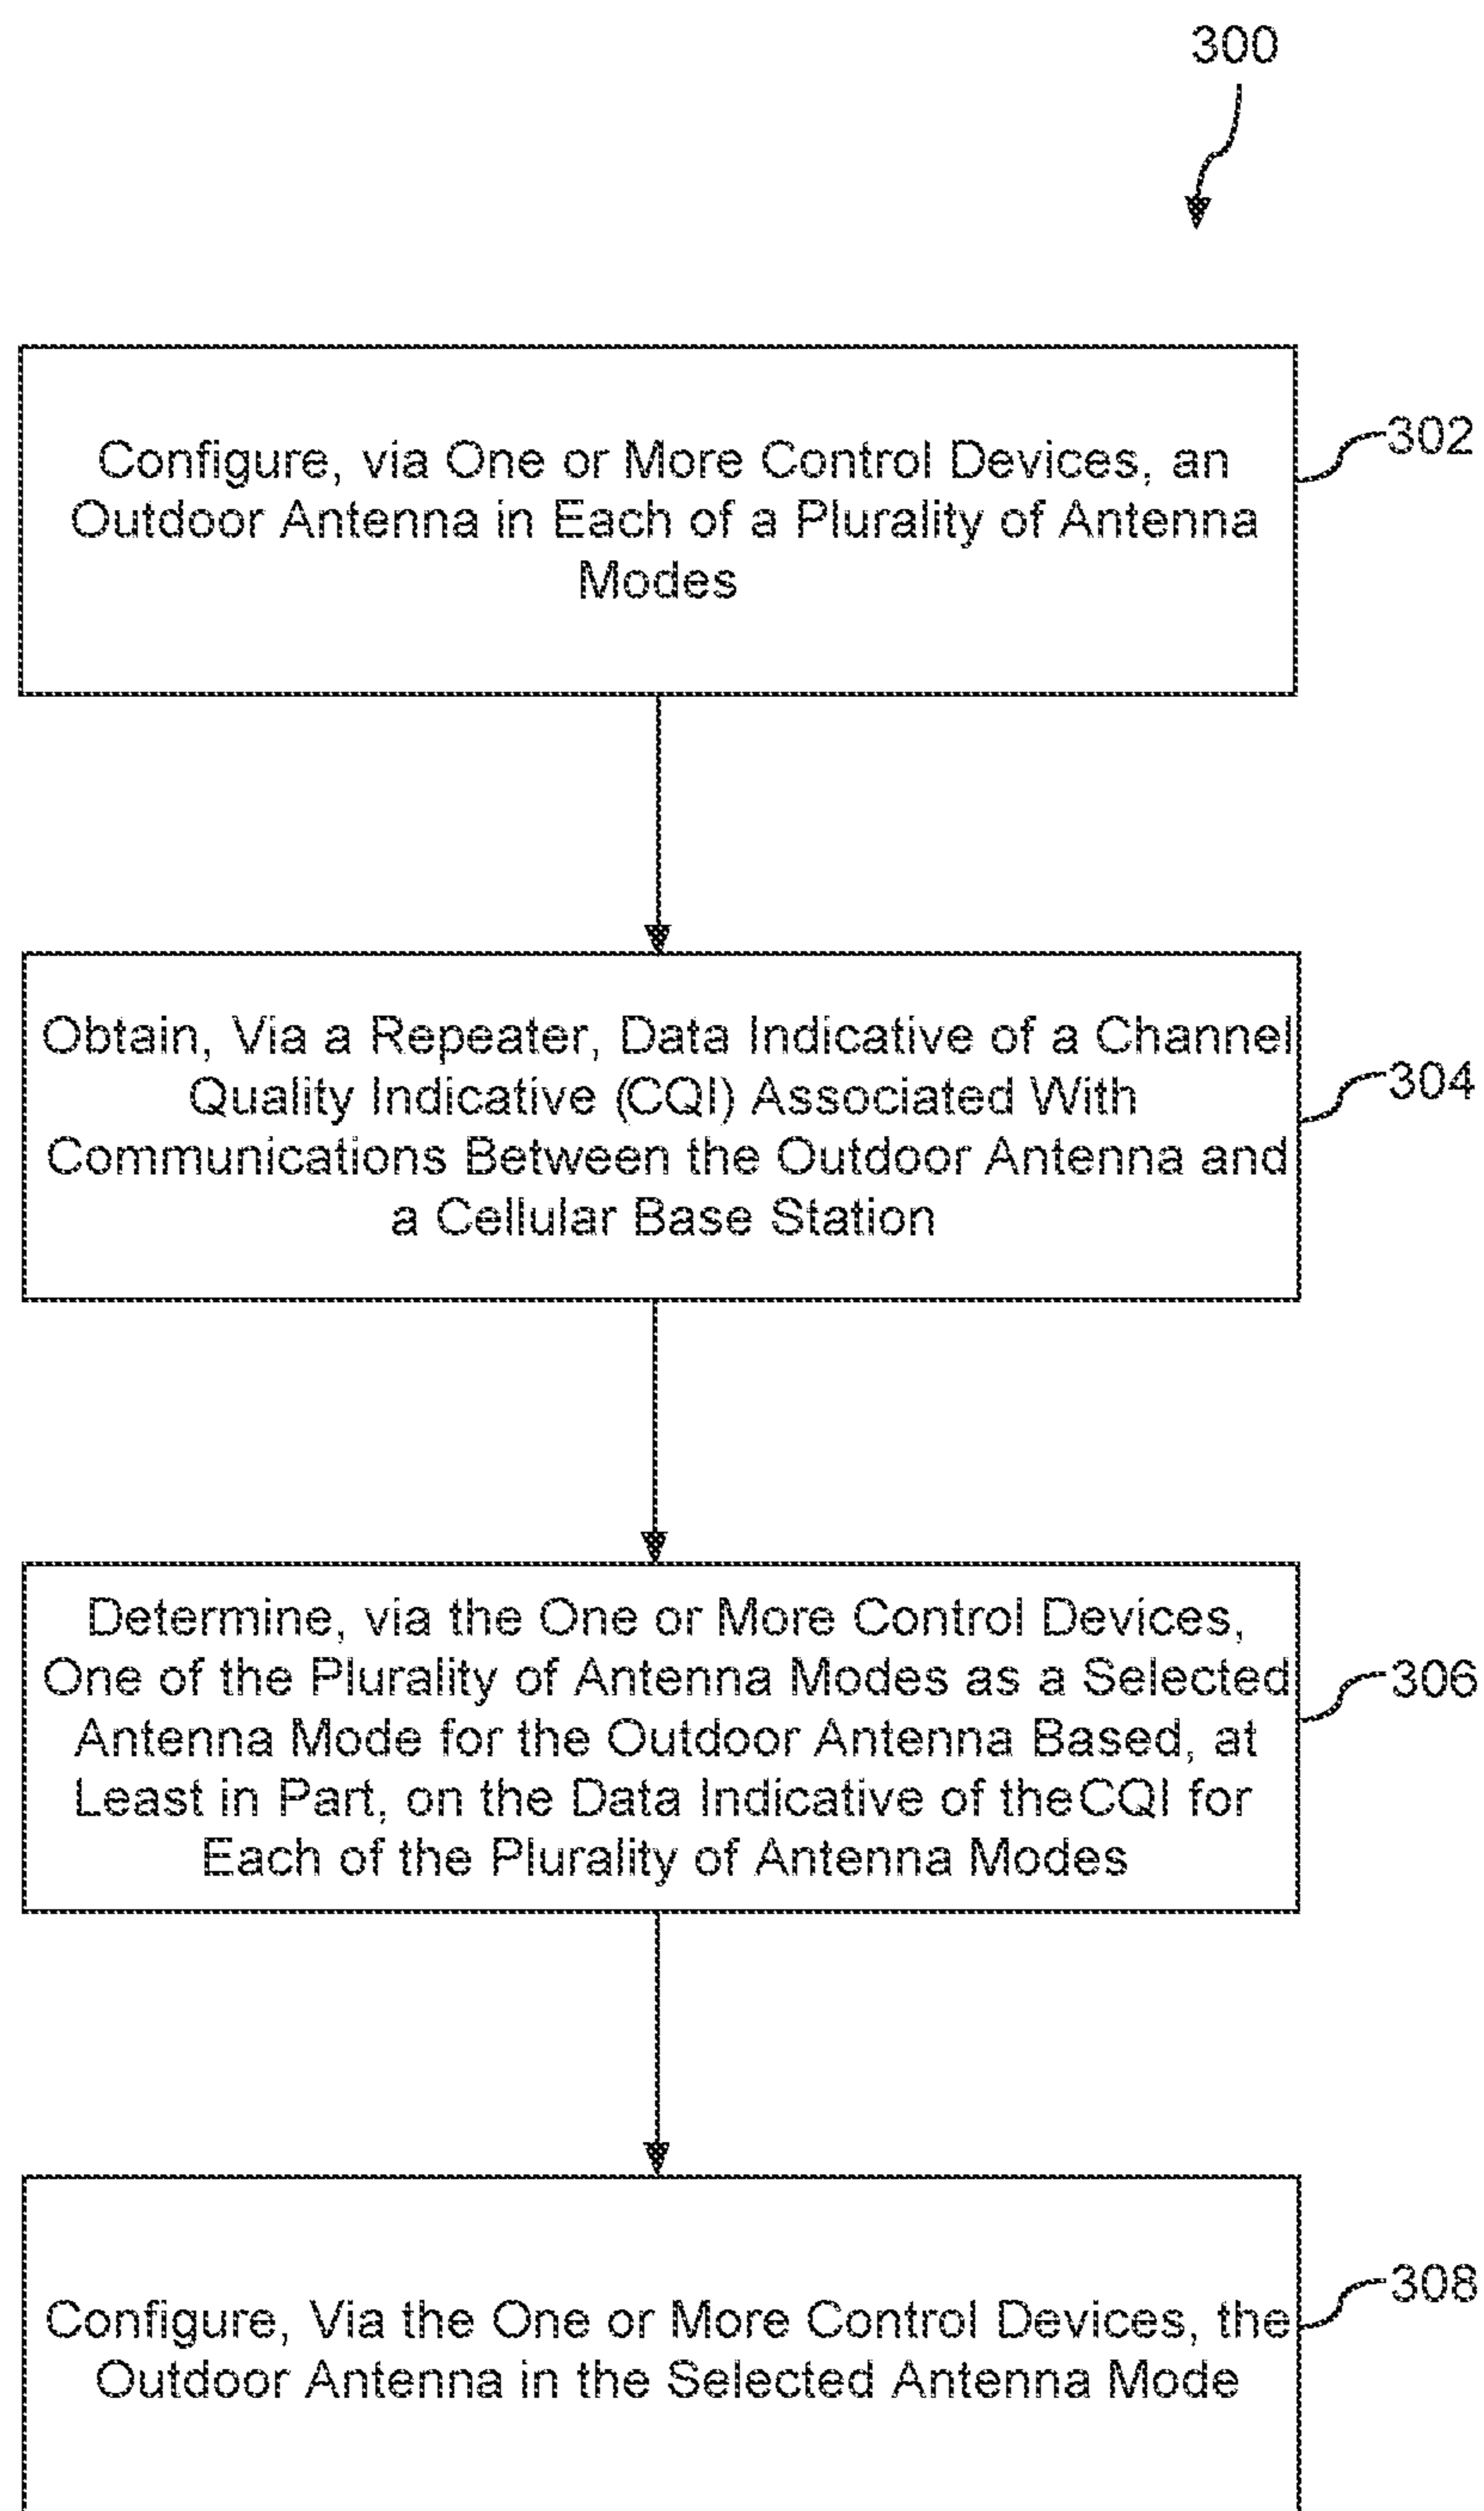 300
Configure, via One or More Control Devices, an
Outdoor Antenna in Each of a Plurality of Antenna
Modes
302
Obtain, Via a Repeater, Data Indicative of a Channel
Quality Indicative (CQI) Associated With
Communications Between the Outdoor Antenna and
a Cellular Base Station
304
Determine, via the One or More Control Devices,
One of the Plurality of Antenna Modes as a Selected
Antenna Mode for the Outdoor Antenna Based, at
Least in Part, on the Data Indicative of theCQI for
Each of the Plurality of Antenna Modes
306
Configure, Via the One or More Control Devices, the
Outdoor Antenna in the Selected Antenna Mode
308